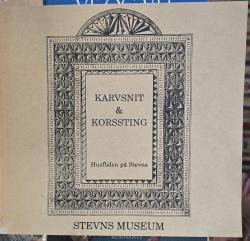 KARVSNIT
&
KORSSTING
Husfliden på Stevns
STEVNS MUSEUM